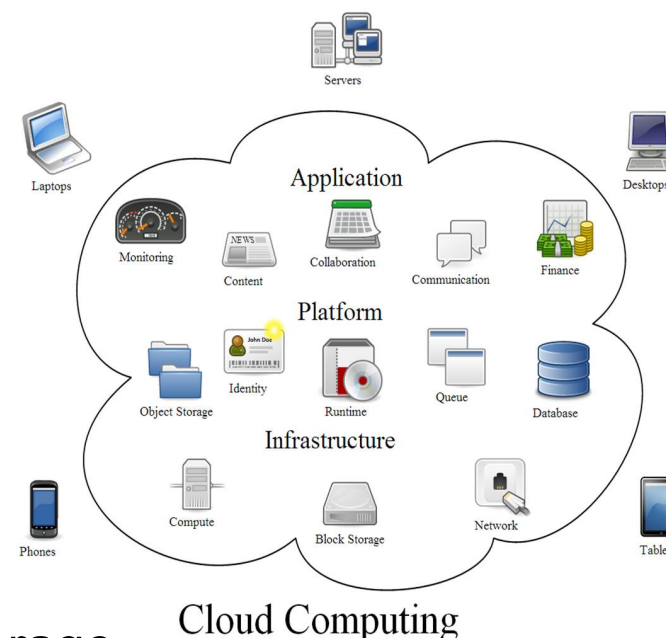 Servers
Laptops
Desktops
Application
Monitoring
NEWS
Content
Collaboration
Communication
Finance
Platform
John Doe
Object Storage
Identity
Runtime
Queue
Database
Infrastructure
Compute
Block Storage
Network
Phones
Table
Cloud Computing